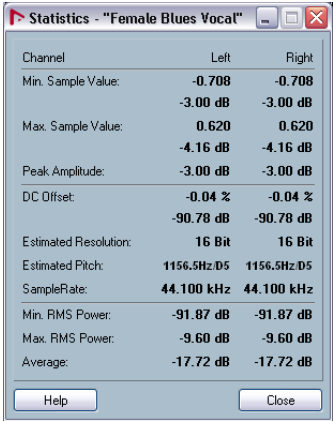 Statistics - "Female Blues Vocal"
Channel Left Right
Min. Sample Value: -0.708 -0.708
-3.00 dB -3.00 dB
Max. Sample Value: 0.620 0.620
-4.16 dB -4.16 dB
Peak Amplitude: -3.00 dB -3.00 dB
DC Offset: -0.04 % -0.04 %
-90.78 dB -90.78 dB
Estimated Resolution: 16 Bit 16 Bit
Estimated Pitch: 1156.5Hz/D5 1156.5Hz/D5
SampleRate: 44.100 kHz 44.100 kHz
Min. RMS Power: -91.87 dB -91.87 dB
Max. RMS Power: -9.60 dB -9.60 dB
Average: -17.72 dB -17.72 dB
Help Close